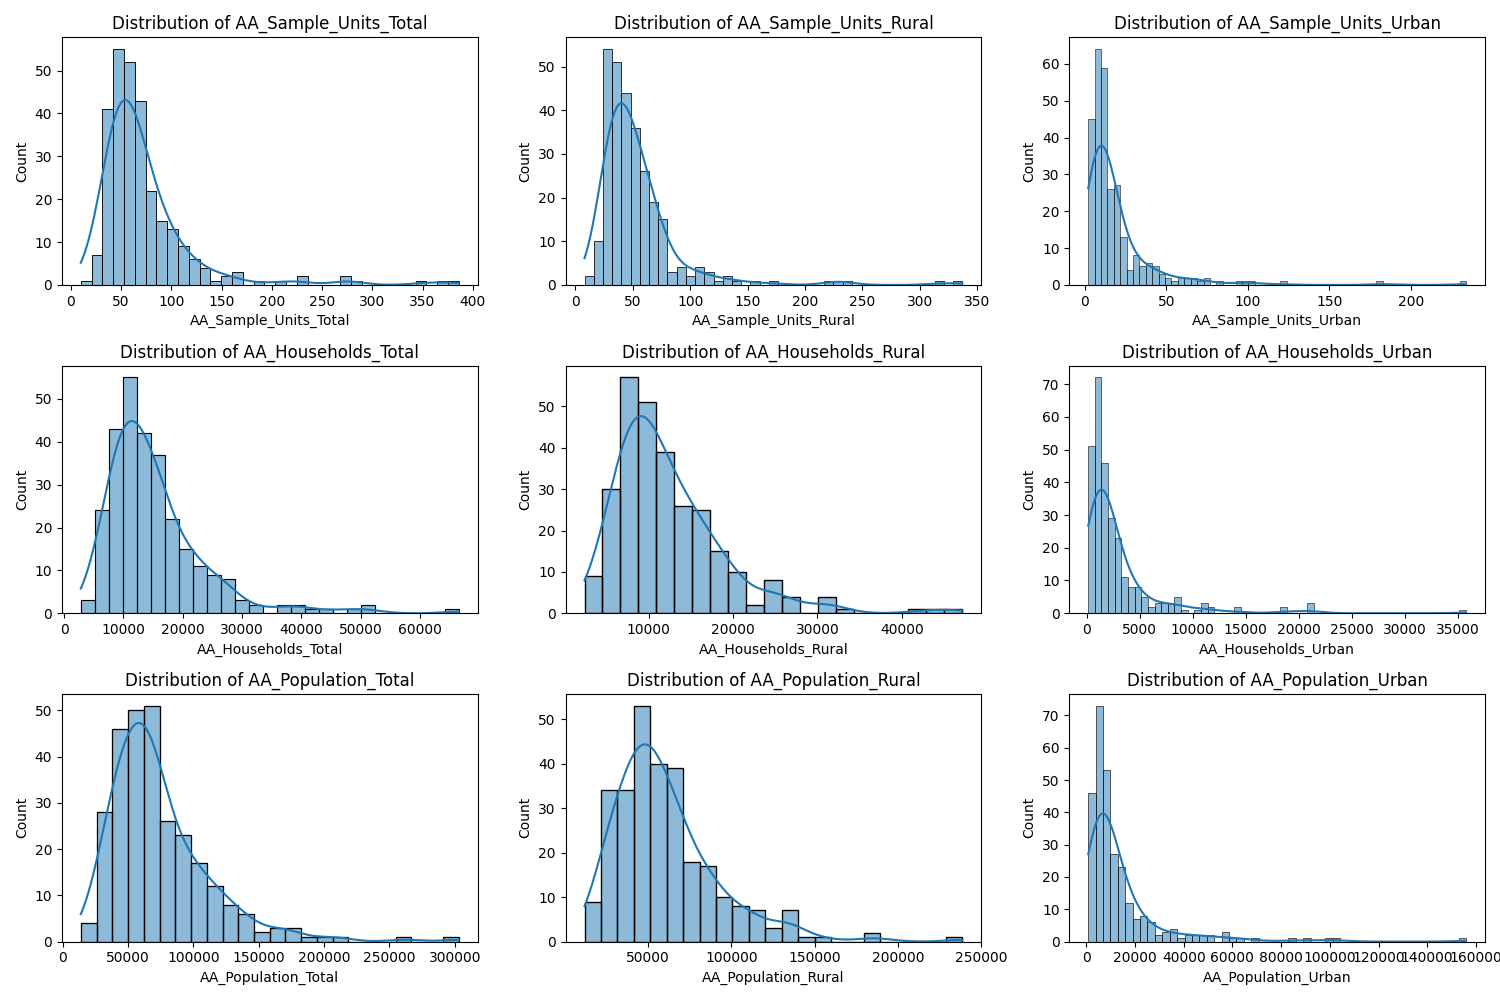 Distribution of AA_Sample_Units_Total
Count
50
40
30
20
10
0
0 50 100 150 200 250 300 350 400
AA_Sample_Units_Total
Distribution of AA_Sample_Units_Rural
Count
50
40
30
20
10
0
0 50 100 150 200 250 300 350
AA_Sample_Units_Rural
Distribution of AA_Sample_Units_Urban
Count
60
50
40
30
20
10
0
0 50 100 150 200
AA_Sample_Units_Urban
Distribution of AA_Households_Total
Count
50
40
30
20
10
0
0 10000 20000 30000 40000 50000 60000
AA_Households_Total
Distribution of AA_Households_Rural
Count
50
40
30
20
10
0
10000 20000 30000 40000
AA_Households_Rural
Distribution of AA_Households_Urban
Count
70
60
50
40
30
20
10
0
0 5000 10000 15000 20000 25000 30000 35000
AA_Households_Urban
Distribution of AA_Population_Total
Count
50
40
30
20
10
0
0 50000 100000 150000 200000 250000 300000
AA_Population_Total
Distribution of AA_Population_Rural
Count
50
40
30
20
10
0
50000 100000 150000 200000 250000
AA_Population_Rural
Distribution of AA_Population_Urban
Count
70
60
50
40
30
20
10
0
0 20000 40000 60000 80000 100000 120000 140000 160000
AA_Population_Urban